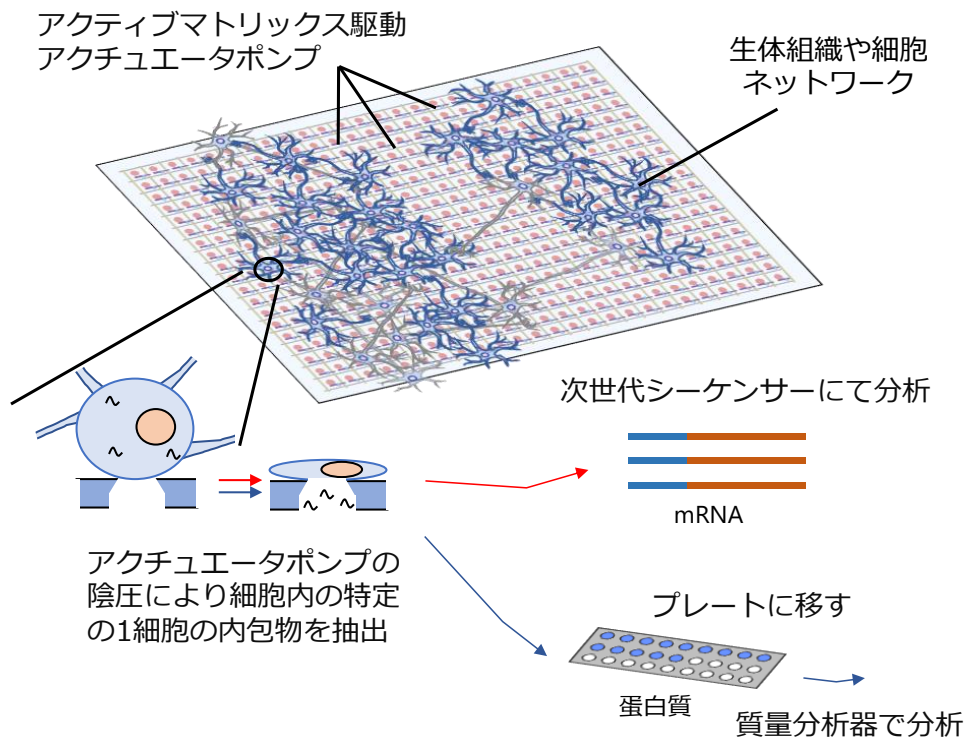 アクティブマトリックス駆動
アクチュエータポンプ
生体組織や細胞
ネットワーク
次世代シーケンサーにて分析
mRNA
アクチュエータポンプの
陰圧により細胞内の特定
の1細胞の内包物を抽出
プレートに移す
蛋白質
質量分析器で分析